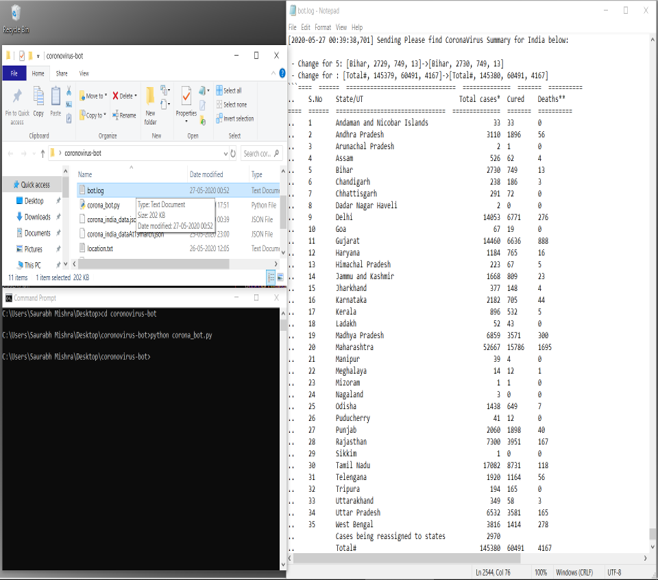 Recycle Bin
coronovirus-bot
File
Home
Share
View
Pin to Quick access
Copy
Paste
Clipboard
Move to
Delete
Copy to
Rename
Organize
New folder
New
Properties
Open
Select all
Select none
Invert selection
Select
coronovirus-bot
Search cor...
Quick access
Desktop
Downloads
Documents
Pictures
This PC
Name Date modified Type
bot.log 27-05-2020 00:52 Text Docum
corona_bot.py 17:51 Python File
corona_india_data.jsc 00:39 JSON File
23:00 JSON File
location.txt 26-05-2020 12:05 Text Docum
Type: Text Document
Size: 202 KB
Date modified: 27-05-2020 00:52
11 items 1 item selected 202 KB
Command Prompt
C:\Users\Saurabh Mishra\Desktop>cd coronovirus-bot
C:\Users\Saurabh Mishra\Desktop\coronovirus-bot>python corona_bot.py
C:\Users\Saurabh Mishra\Desktop\coronovirus-bot>
bot.log - Notepad
File Edit Format View Help
[2020-05-27 00:39:38,701] Sending Please find CoronaVirus Summary for India below:
- Change for 5: [Bihar, 2729, 749, 13]->[Bihar, 2730, 749, 13]
- change for : [Total#, 145379, 60491, 4167]->[Total#, 145380, 60491, 4167]
.. S.No State/UT Total cases* Cured Deaths**
.. 1 Andaman and Nicobar Islands 33 33 0
.. 2 Andhra Pradesh 3110 1896 56
.. 3 Arunachal Pradesh 2 1 0
.. 4 Assam 526 62 4
.. 5 Bihar 2730 749 13
.. 6 Chandigarh 238 186 3
.. 7 Chhattisgarh 291 72 0
.. 8 Dadar Nagar Haveli 2 0 0
.. 9 Delhi 14053 6771 276
.. 10 Goa 67 19 0
.. 11 Gujarat 14460 6636 888
.. 12 Haryana 1184 765 16
.. 13 Himachal Pradesh 223 67 5
.. 14 Jammu and Kashmir 1668 809 23
.. 15 Jharkhand 377 148 4
.. 16 Karnataka 2182 705 44
.. 17 Kerala 896 532 5
.. 18 Ladakh 52 43 0
.. 19 Madhya Pradesh 6859 3571 300
.. 20 Maharashtra 52667 15786 1695
.. 21 Manipur 39 4 0
.. 22 Meghalaya 14 12 1
.. 23 Mizoram 1 1 0
.. 24 Nagaland 3 0 0
.. 25 Odisha 1438 649 7
.. 26 Puducherry 41 12 0
.. 27 Punjab 2060 1898 40
.. 28 Rajasthan 7300 3951 167
.. 29 Sikkim 1 0 0
.. 30 Tamil Nadu 17082 8731 118
.. 31 Telengana 1920 1164 56
.. 32 Tripura 194 165 0
.. 33 Uttarakhand 349 58 3
.. 34 Uttar Pradesh 6532 3581 165
.. 35 West Bengal 3816 1414 278
.. Cases being reassigned to states 2970
.. Total# 145380 60491 4167
Ln 2544, Col 76 100% Windows (CRLF) UTF-8